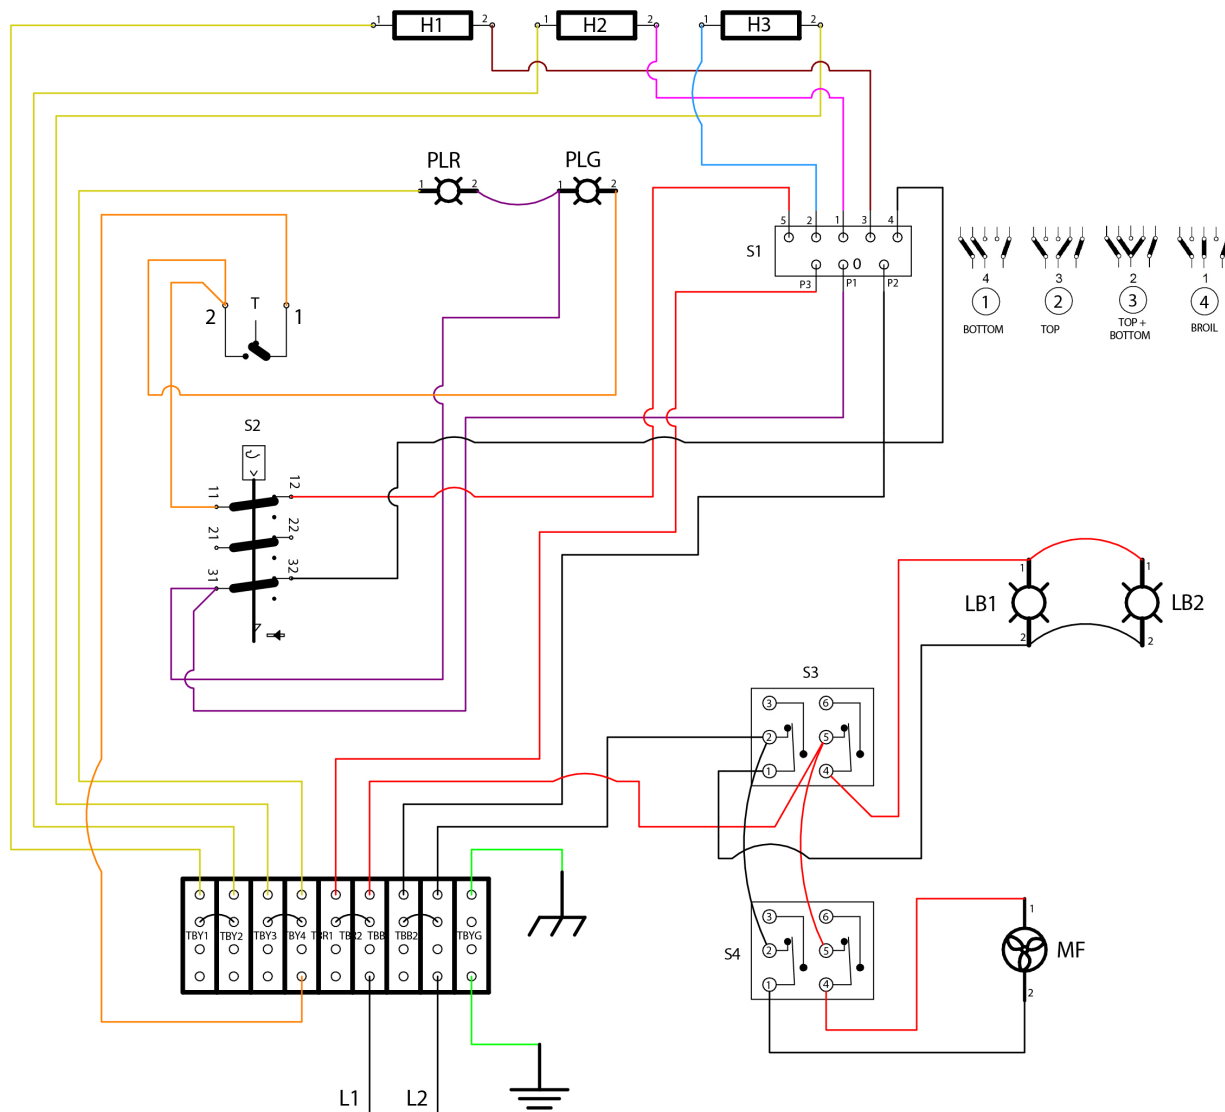 1 H1 2 1 H2 2 1 H3 2
PLR PLG
1 2 1 2
5 2 1 3 4
S1
0
P3 P1 P2
4 3 2 1
1 2 3 4
BOTTOM TOP TOP + BOTTOM BROIL
T
2 1
S2
11 12
21 22
31 32
1 1
LB1 LB2
2 2
S3
3 6
2 5
1 4
3 6
S4 2 5
1 4
1
MF
2
TBY1 TBY2 TBY3 TBY4 TBR1 TBR2 TBB TBB2 TBYG
L1 L2